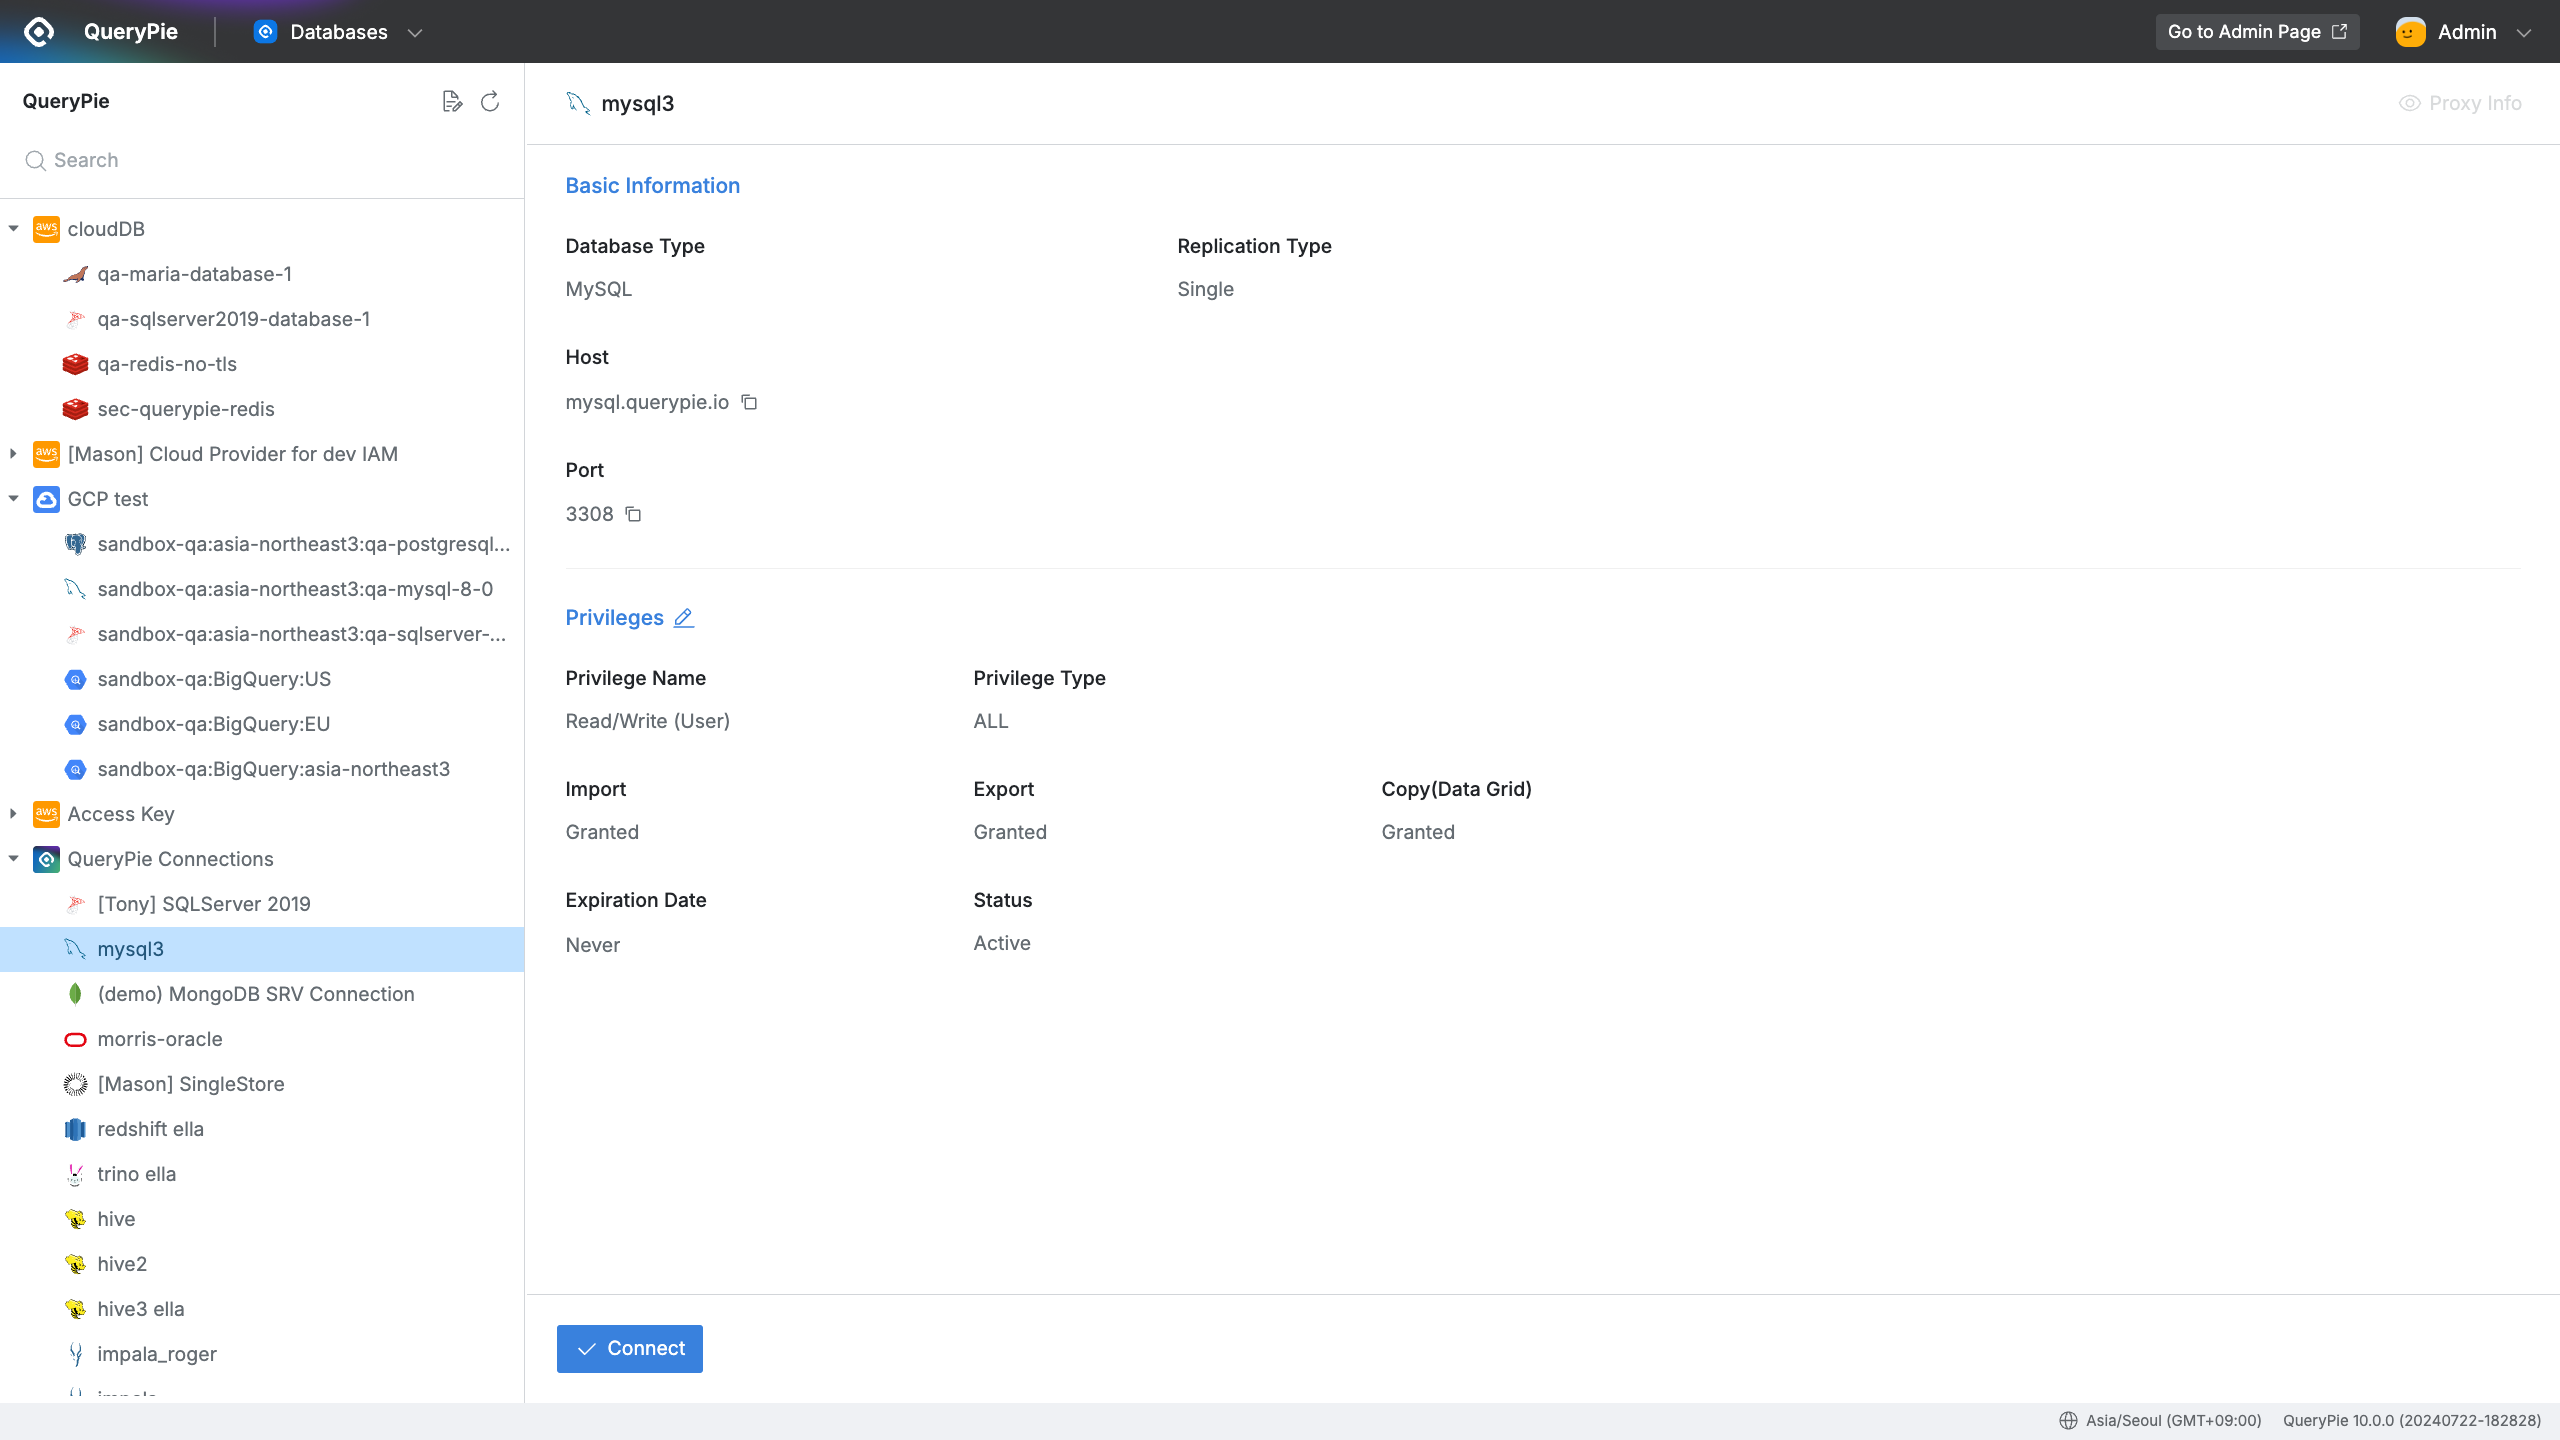 QueryPie
Databases
Go to Admin Page
Admin
QueryPie
Search
aws cloudDB
qa-maria-database-1
qa-sqlserver2019-database-1
qa-redis-no-tls
sec-querypie-redis
aws [Mason] Cloud Provider for dev IAM
GCP test
sandbox-qa:asia-northeast3:qa-postgresql...
sandbox-qa:asia-northeast3:qa-mysql-8-0
sandbox-qa:asia-northeast3:qa-sqlserver-...
sandbox-qa:BigQuery:US
sandbox-qa:BigQuery:EU
sandbox-qa:BigQuery:asia-northeast3
aws Access Key
QueryPie Connections
[Tony] SQLServer 2019
mysql3
(demo) MongoDB SRV Connection
morris-oracle
[Mason] SingleStore
redshift ella
trino ella
hive
hive2
hive3 ella
impala_roger
mysql3
Proxy Info
Basic Information
Database Type
MySQL
Replication Type
Single
Host
mysql.querypie.io
Port
3308
Privileges
Privilege Name
Read/Write (User)
Privilege Type
ALL
Import
Granted
Export
Granted
Copy(Data Grid)
Granted
Expiration Date
Never
Status
Active
Connect
Asia/Seoul (GMT+09:00)
QueryPie 10.0.0 (20240722-182828)